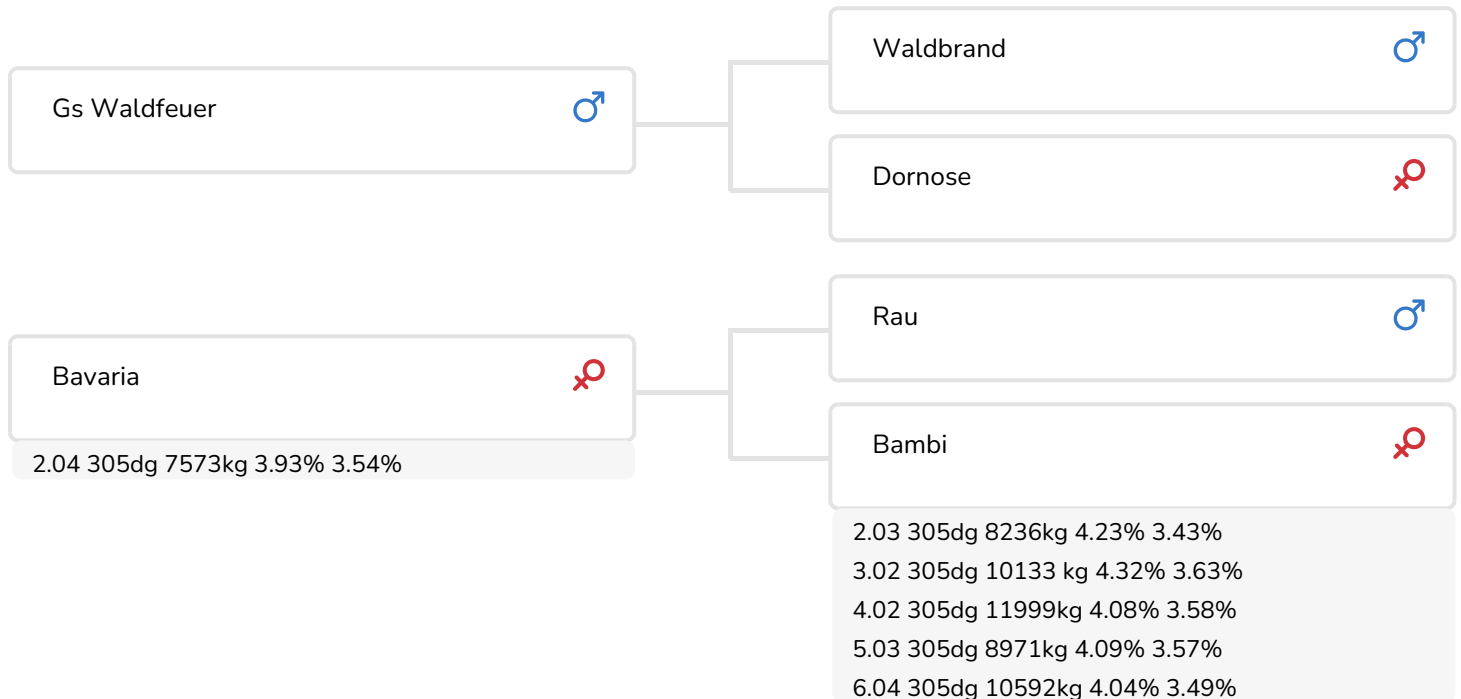 Gs Waldfeuer
Waldbrand
Dornose
Bavaria
2.04 305dg 7573kg 3.93% 3.54%
Rau
Bambi
2.03 305dg 8236kg 4.23% 3.43%
3.02 305dg 10133 kg 4.32% 3.63%
4.02 305dg 11999kg 4.08% 3.58%
5.03 305dg 8971kg 4.09% 3.57%
6.04 305dg 10592kg 4.04% 3.49%